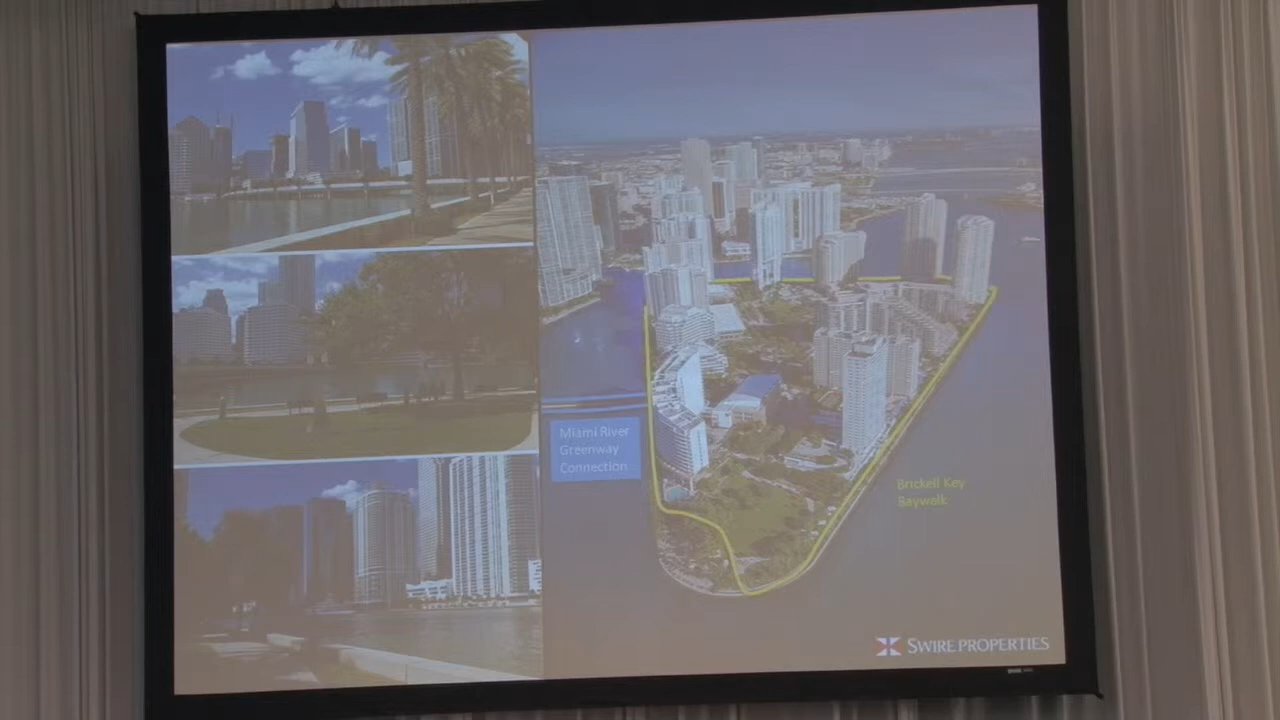 Miami River
Greenway
Connection
Brickell Key
Baywalk
SWIRE PROPERTIES